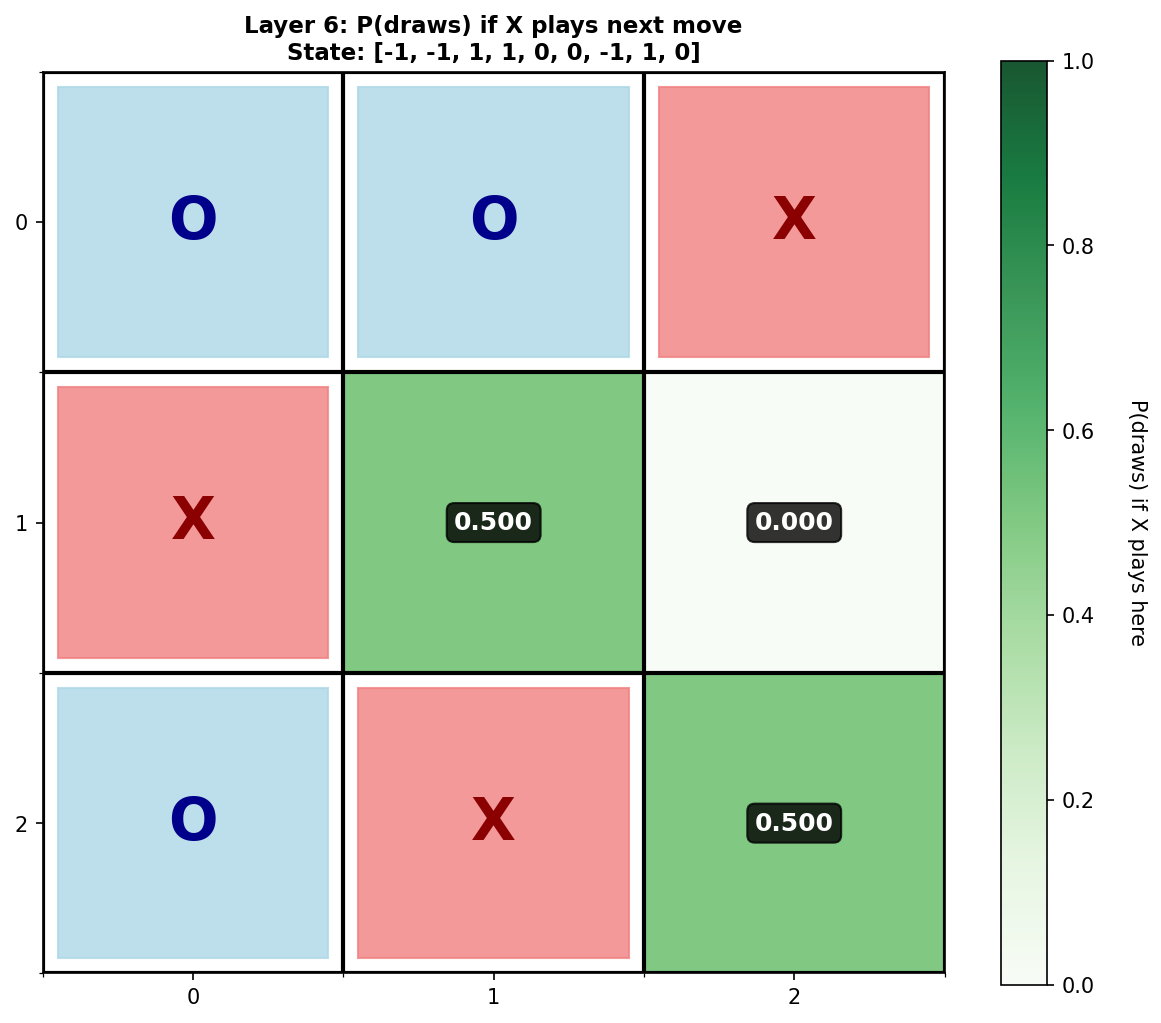 Layer 6: P(draws) if X plays next move
State: [-1, -1, 1, 1, 0, 0, -1, 1, 0]
O O X
X 0.500 0.000
O X 0.500
0
1
2
0 1 2
1.0
0.8
0.6
0.4
0.2
0.0
P(draws) if X plays here